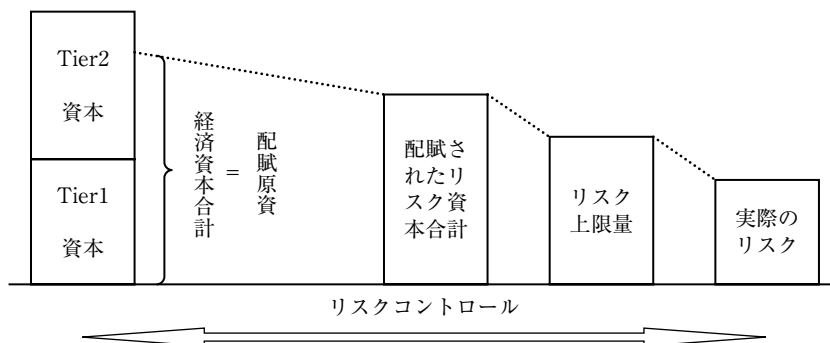 Tier2
資本
Tier1
資本
経済資本合計
=
配賦原資
配賦さ
れたリ
スク資
本合計
リスク
上限量
実際の
リスク
リスクコントロール